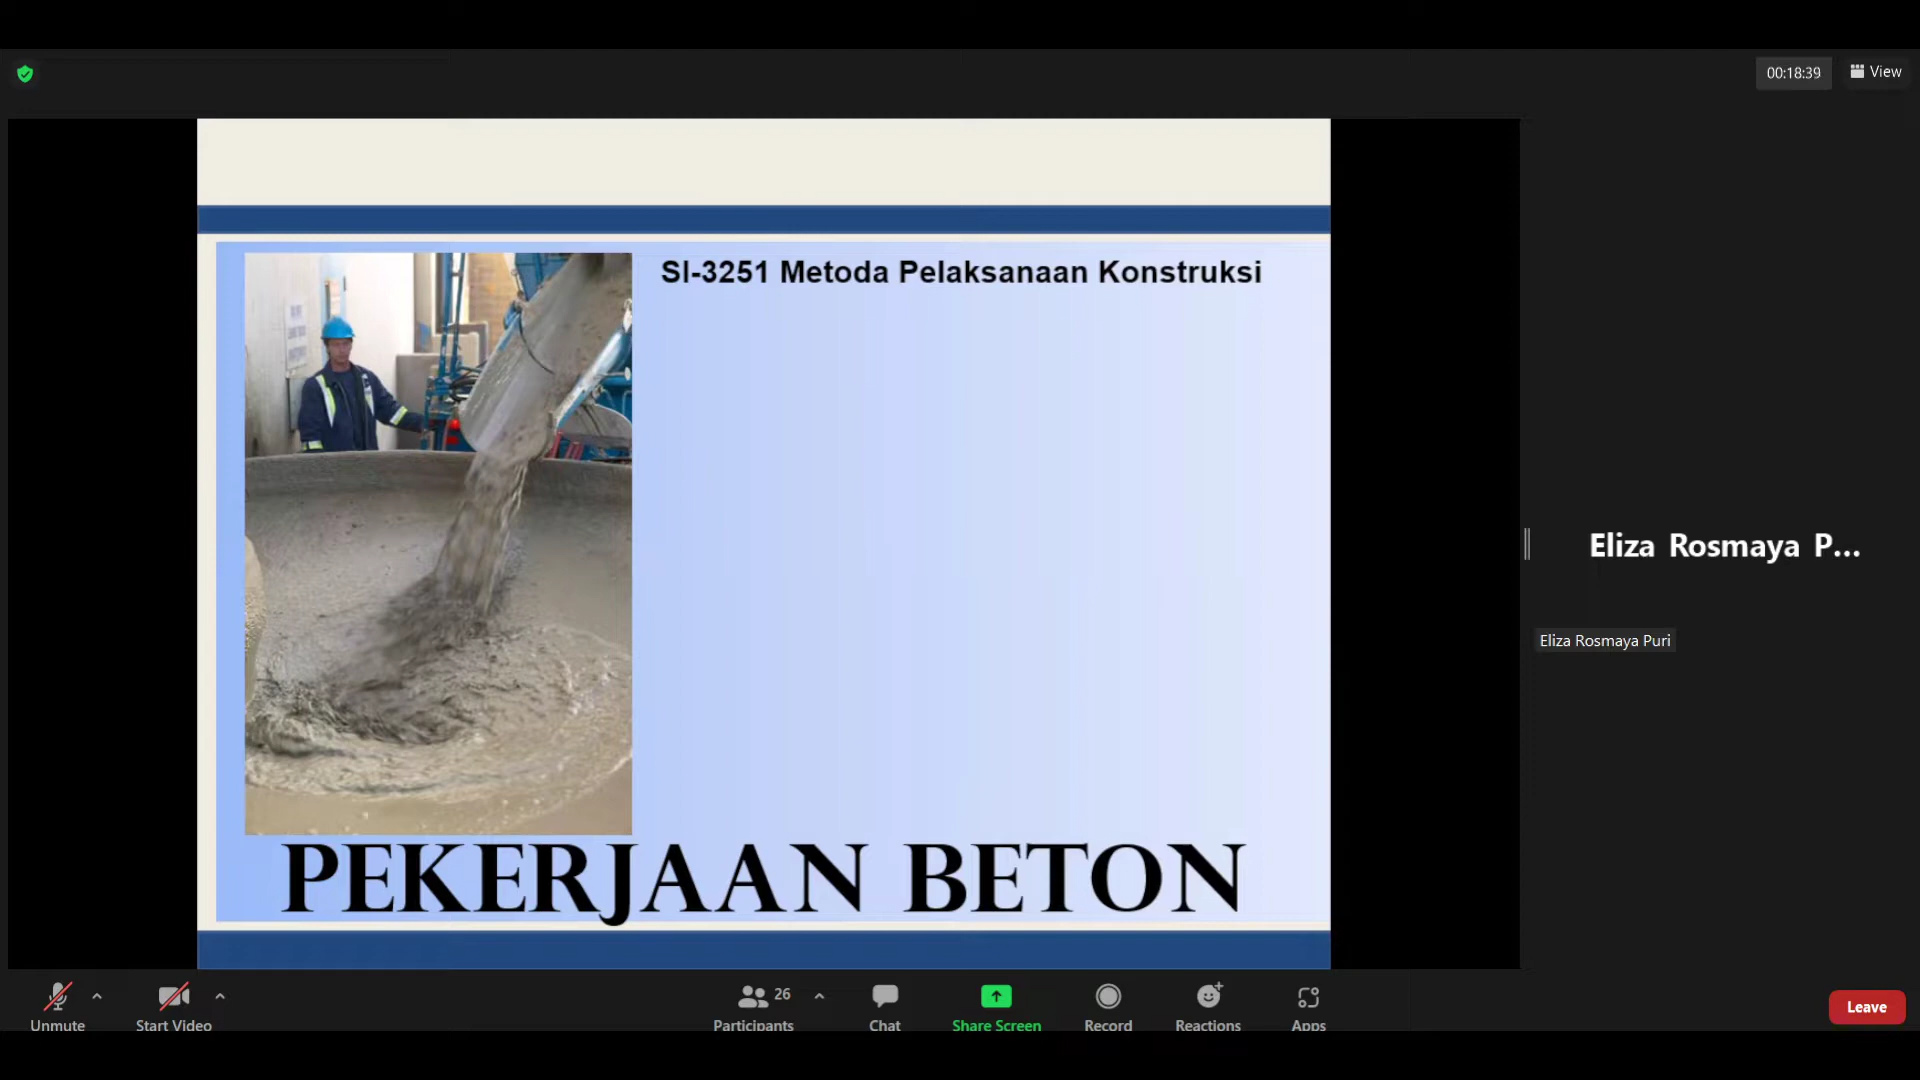 00:18:39
View
SI-3251 Metoda Pelaksanaan Konstruksi
Eliza Rosmaya P...
Eliza Rosmaya Puri
PEKERJAAN BETON
Unmute
Start Video
26
Participants
Chat
Share Screen
Record
Reactions
Apps
Leave